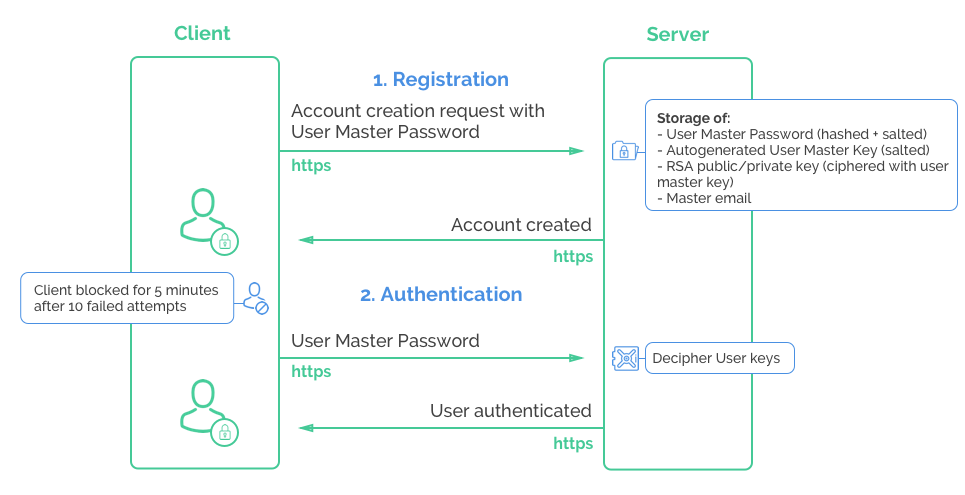 Client
Server
1. Registration
Account creation request with
User Master Password
https
Storage of:
- User Master Password (hashed + salted)
- Autogenerated User Master Key (salted)
- RSA public/private key (ciphered with user
master key)
- Master email
Account created
https
Client blocked for 5 minutes
after 10 failed attempts
2. Authentication
User Master Password
https
Decipher User keys
User authenticated
https